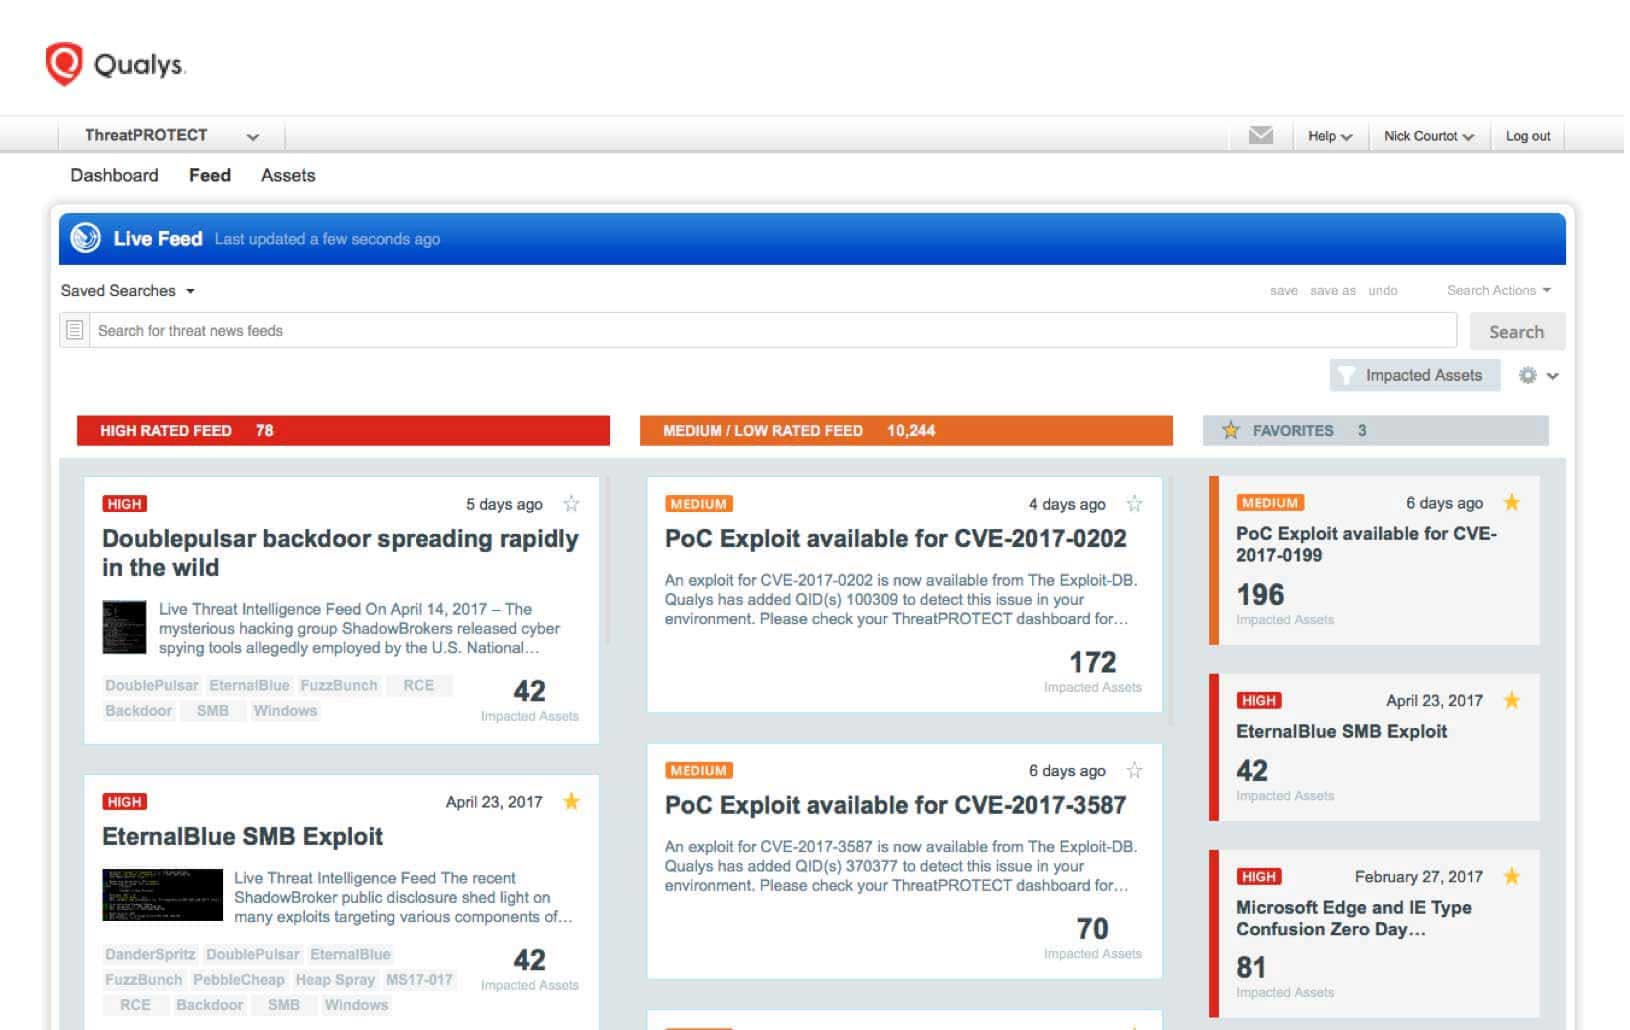 Qualys.
ThreatPROTECT
Help
Nick Courtot
Log out
Dashboard
Feed
Assets
Live Feed Last updated a few seconds ago
Saved Searches
save save as undo
Search Actions
Search for threat news feeds
Search
Impacted Assets
HIGH RATED FEED 78
HIGH 5 days ago
Doublepulsar backdoor spreading rapidly
in the wild
Live Threat Intelligence Feed On April 14, 2017 – The
mysterious hacking group ShadowBrokers released cyber
spying tools allegedly employed by the U.S. National...
DoublePulsar EternalBlue FuzzBunch RCE
Backdoor SMB Windows
42
Impacted Assets
HIGH April 23, 2017
EternalBlue SMB Exploit
Live Threat Intelligence Feed The recent
ShadowBroker public disclosure shed light on
many exploits targeting various components of...
DanderSpritz DoublePulsar EternalBlue
FuzzBunch PebbleCheap Heap Spray MS17-017
RCE Backdoor SMB Windows
42
Impacted Assets
MEDIUM / LOW RATED FEED 10,244
MEDIUM 4 days ago
PoC Exploit available for CVE-2017-0202
An exploit for CVE-2017-0202 is now available from The Exploit-DB.
Qualys has added QID(s) 100309 to detect this issue in your
environment. Please check your ThreatPROTECT dashboard for...
172
Impacted Assets
MEDIUM 6 days ago
PoC Exploit available for CVE-2017-3587
An exploit for CVE-2017-3587 is now available from The Exploit-DB.
Qualys has added QID(s) 370377 to detect this issue in your
environment. Please check your ThreatPROTECT dashboard for...
70
Impacted Assets
FAVORITES 3
MEDIUM 6 days ago
PoC Exploit available for CVE-
2017-0199
196
Impacted Assets
HIGH April 23, 2017
EternalBlue SMB Exploit
42
Impacted Assets
HIGH February 27, 2017
Microsoft Edge and IE Type
Confusion Zero Day...
81
Impacted Assets